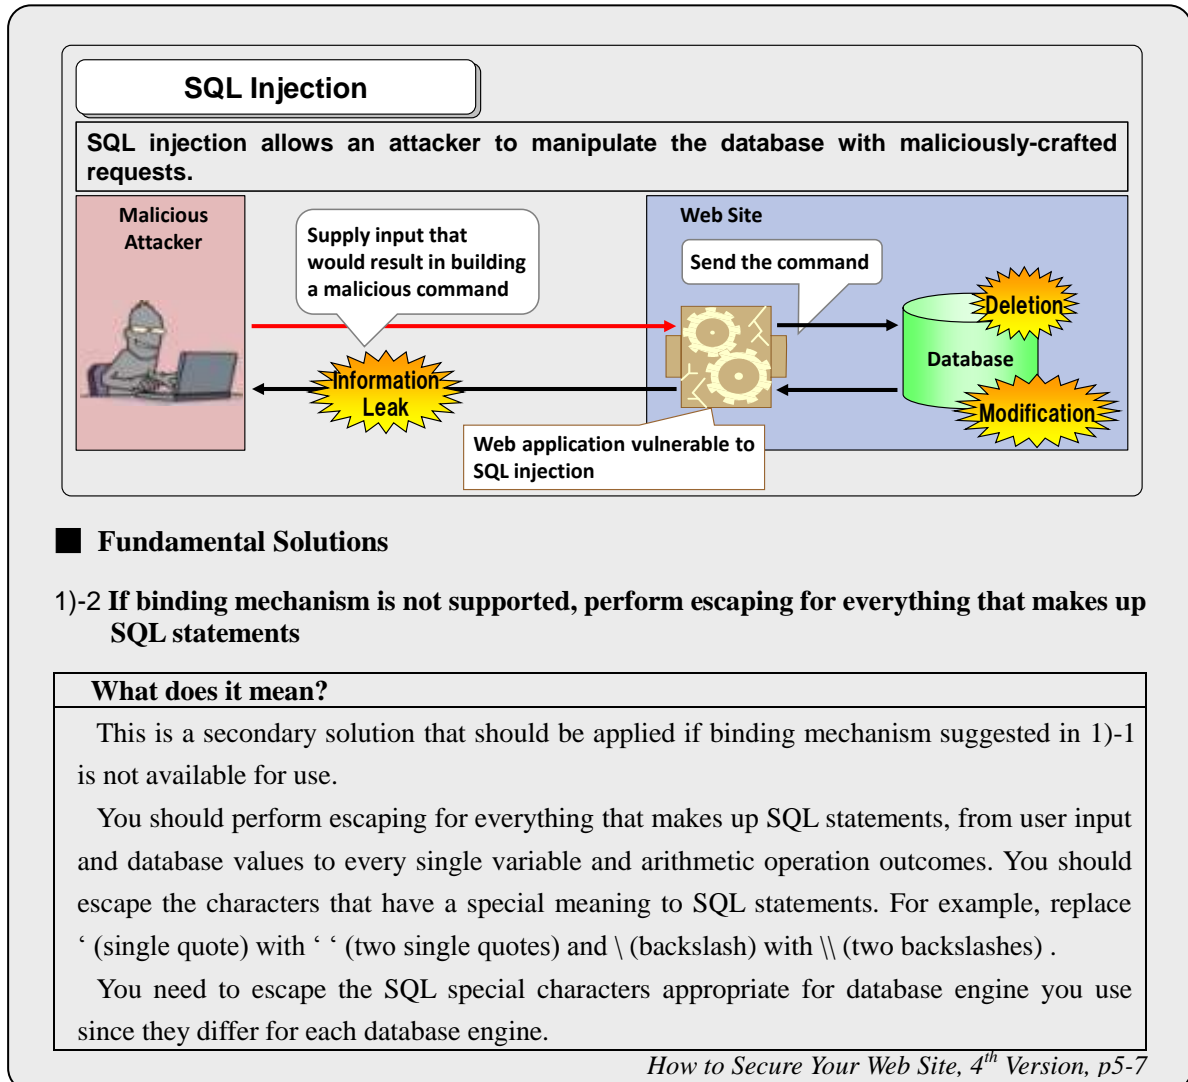 SQL Injection
SQL injection allows an attacker to manipulate the database with maliciously-crafted
requests.
Malicious
Attacker
Supply input that
would result in building
a malicious command
Web Site
Send the command
Deletion
Database
Modification
Information
Leak
Web application vulnerable to
SQL injection
■ Fundamental Solutions
1)-2 If binding mechanism is not supported, perform escaping for everything that makes up
SQL statements
What does it mean?
This is a secondary solution that should be applied if binding mechanism suggested in 1)-1
is not available for use.
You should perform escaping for everything that makes up SQL statements, from user input
and database values to every single variable and arithmetic operation outcomes. You should
escape the characters that have a special meaning to SQL statements. For example, replace
‘ (single quote) with ‘ ‘ (two single quotes) and \ (backslash) with \\ (two backslashes) .
You need to escape the SQL special characters appropriate for database engine you use
since they differ for each database engine.
How to Secure Your Web Site, 4th Version, p5-7